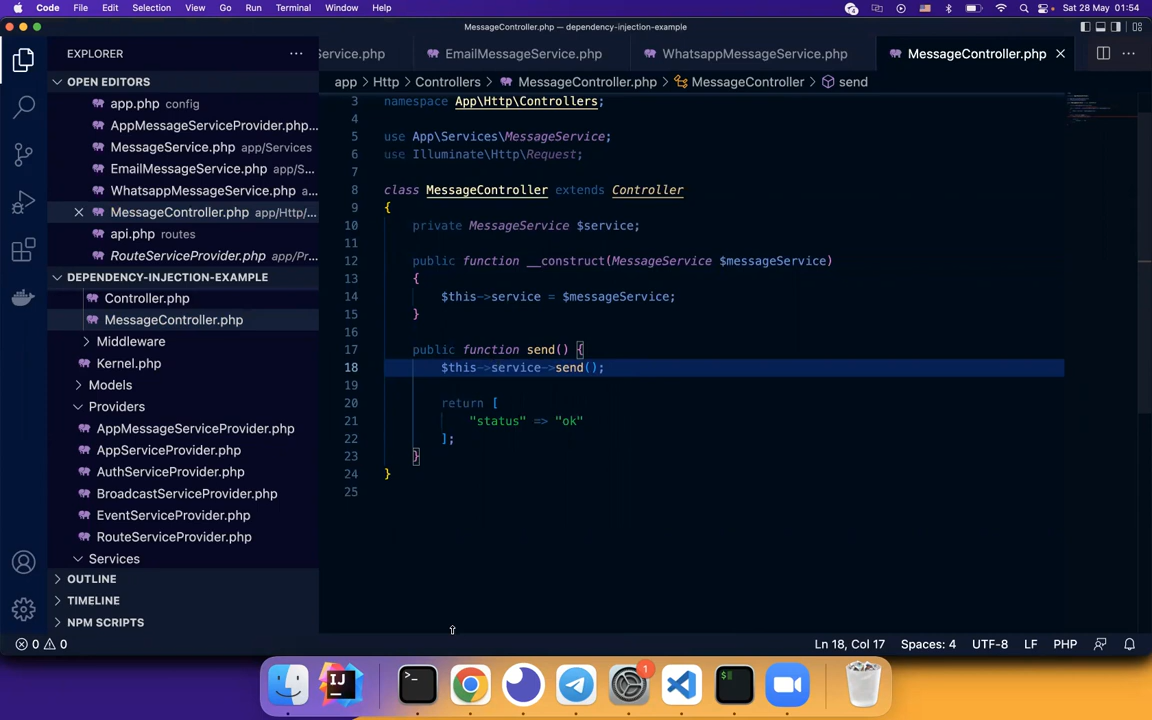 Code File Edit Selection View Go Run Terminal Window Help Sat 28 May 01:54
MessageController.php — dependency-injection-example
EXPLORER
Service.php EmailMessageService.php WhatsappMessageService.php MessageController.php
app > Http > Controllers > MessageController.php > MessageController > send
OPEN EDITORS
app.php config
AppMessageServiceProvider.php...
MessageService.php app/Services
EmailMessageService.php app/S...
WhatsappMessageService.php a...
MessageController.php app/Http/...
api.php routes
RouteServiceProvider.php app/Pr...
DEPENDENCY-INJECTION-EXAMPLE
Controller.php
MessageController.php
Middleware
Kernel.php
Models
Providers
AppMessageServiceProvider.php
AppServiceProvider.php
AuthServiceProvider.php
BroadcastServiceProvider.php
EventServiceProvider.php
RouteServiceProvider.php
Services
OUTLINE
TIMELINE
NPM SCRIPTS
3 namespace App\Http\Controllers;
4
5 use App\Services\MessageService;
6 use Illuminate\Http\Request;
7
8 class MessageController extends Controller
9 {
10 private MessageService $service;
11
12 public function __construct(MessageService $messageService)
13 {
14 $this->service = $messageService;
15 }
16
17 public function send() {
18 $this->service->send();
19
20 return [
21 "status" => "ok"
22 ];
23 }
24 }
25
0 0 Ln 18, Col 17 Spaces: 4 UTF-8 LF PHP
IJ >_ 1 $